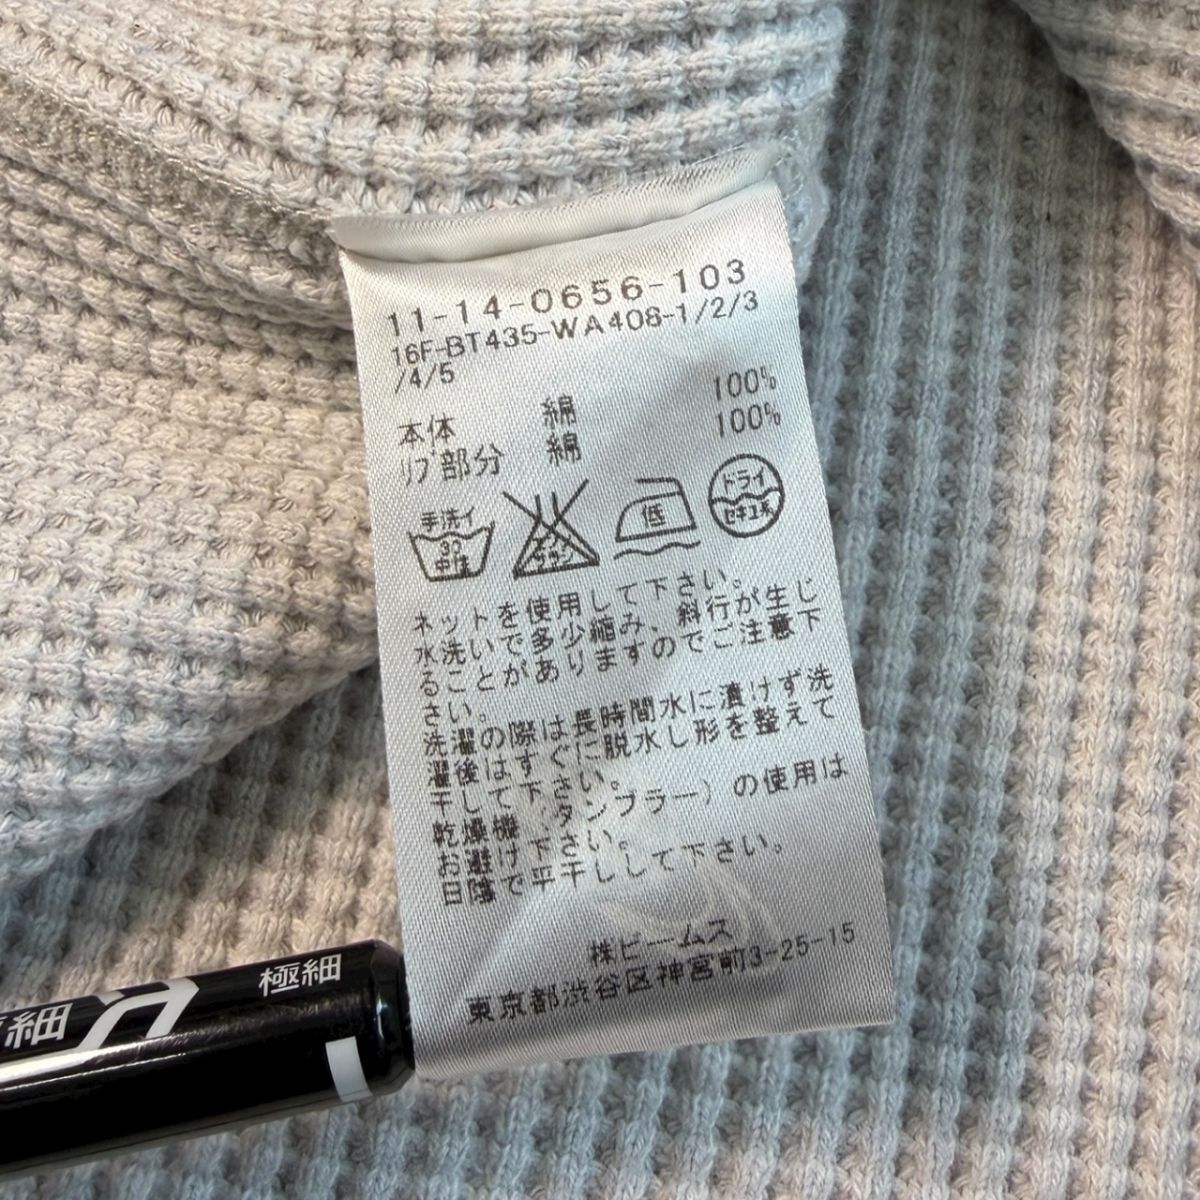 11-14-0656-103
16F-BT435-WA408-1/2/3
/4/5
本体 綿 100%
ﾘﾌﾞ部分 綿 100%
手洗イ
30
中性
低
ドライ
セキユ系
ネットを使用して下さい。
水洗いで多少縮み、斜行が生じ
ることがありますのでご注意下
さい。
洗濯の際は長時間水に漬けず洗
濯後はすぐに脱水し形を整えて
干して下さい。
乾燥機（タンブラー）の使用は
お避け下さい。
日陰で平干しして下さい。
㈱ビームス
東京都渋谷区神宮前3-25-15
極細
細